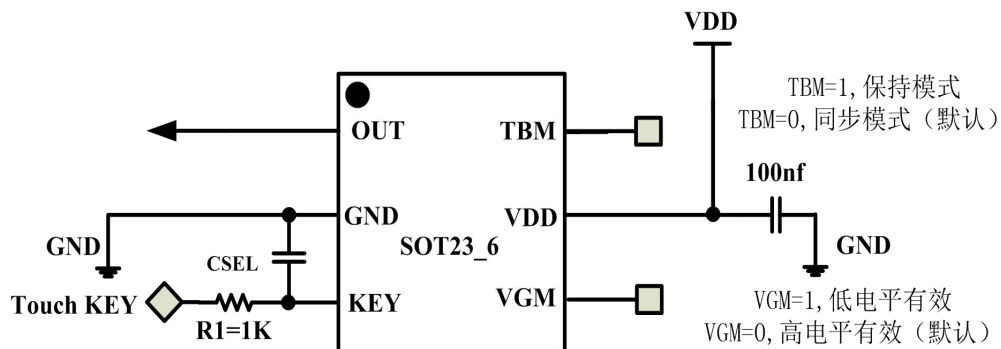 VDD
TBM=1,保持模式
TBM=0,同步模式（默认）
OUT
TBM
100nf
GND
VDD
SOT23_6
GND
GND
CSEL
Touch KEY
KEY
VGM
R1=1K
VGM=1,低电平有效
VGM=0,高电平有效（默认）